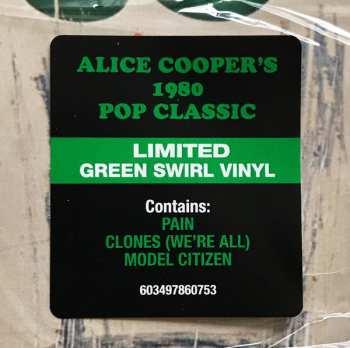 ALICE COOPER'S
1980
POP CLASSIC
LIMITED
GREEN SWIRL VINYL
Contains:
PAIN
CLONES (WE'RE ALL)
MODEL CITIZEN
603497860753